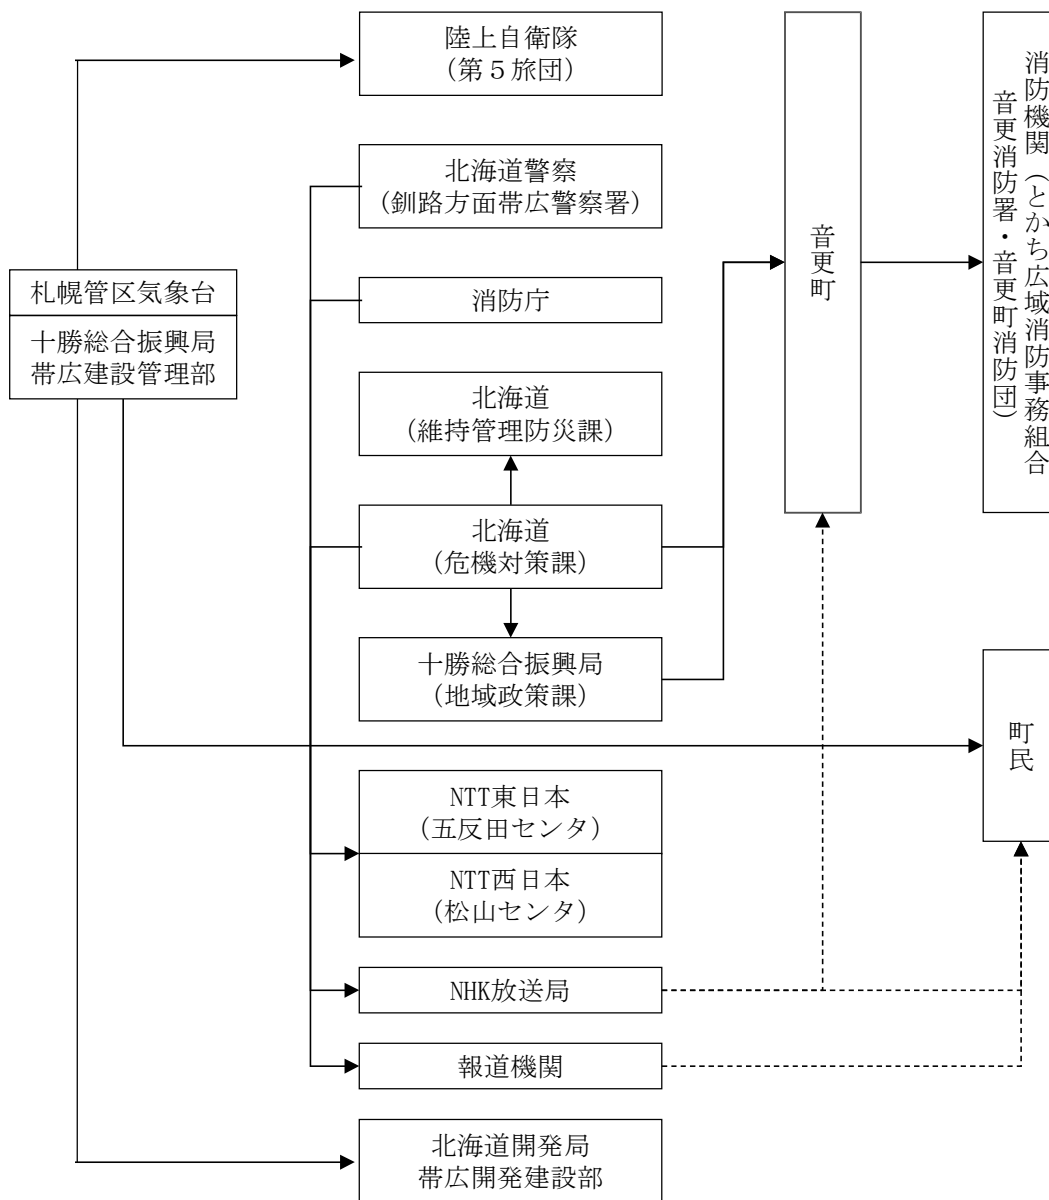 陸上自衛隊
(第5旅団)
北海道警察
(釧路方面帯広警察署)
札幌管区気象台
十勝総合振興局
帯広建設管理部
消防庁
北海道
(維持管理防災課)
北海道
(危機対策課)
十勝総合振興局
(地域政策課)
NTT東日本
(五反田センタ)
NTT西日本
(松山センタ)
NHK放送局
報道機関
北海道開発局
帯広開発建設部
音更町
消防機関(とかち広域消防事務組合
音更消防署・音更町消防団)
町民